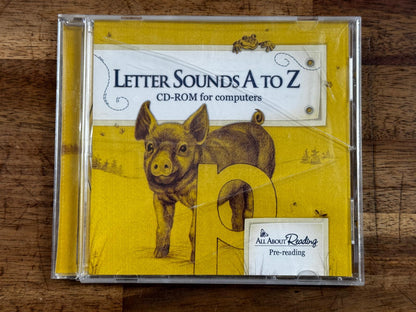 LETTER SOUNDS A TO Z
CD-ROM for computers
p
ALL ABOUT Reading
Pre-reading